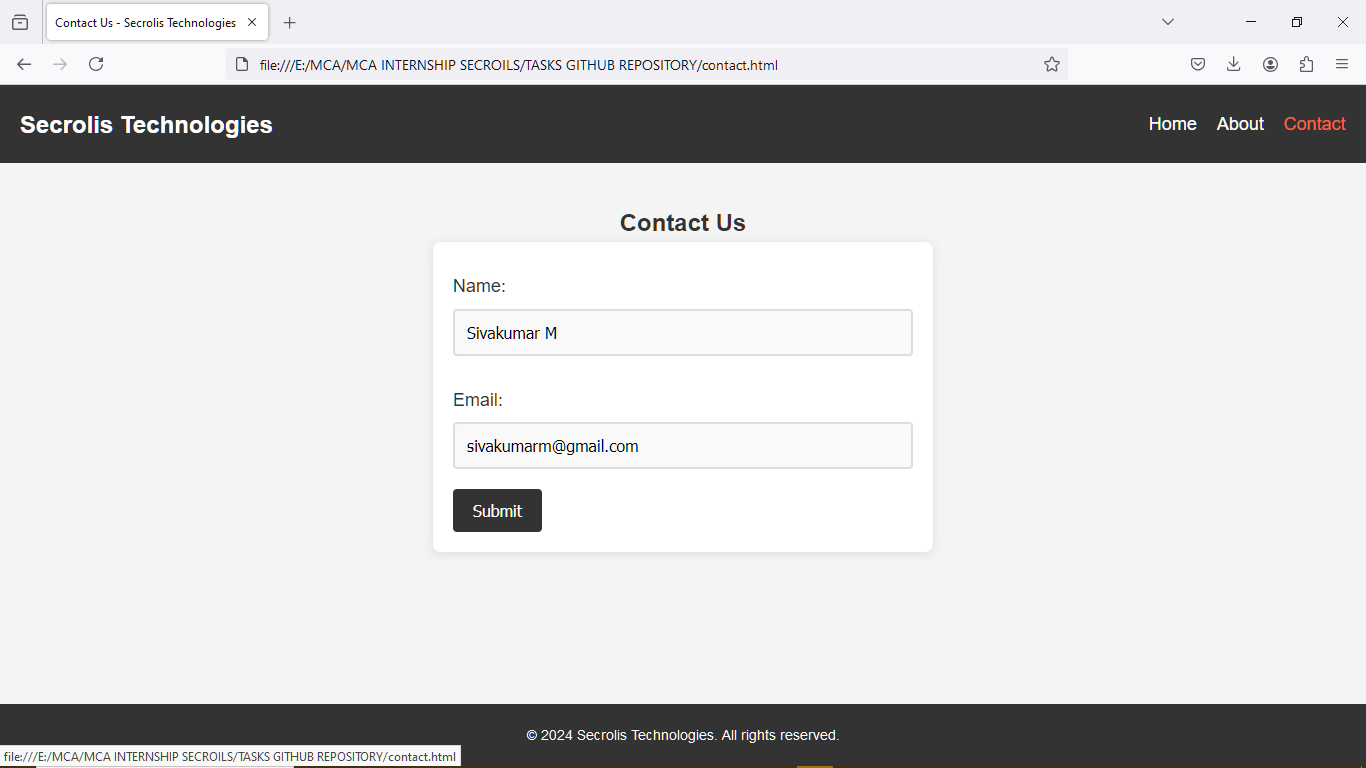 Contact Us - Secrolis Technologies
file:///E:/MCA/MCA INTERNSHIP SECROILS/TASKS GITHUB REPOSITORY/contact.html
Secrolis Technologies
Home About Contact
Contact Us
Name:
Sivakumar M
Email:
sivakumarm@gmail.com
Submit
© 2024 Secrolis Technologies. All rights reserved.
file:///E:/MCA/MCA INTERNSHIP SECROILS/TASKS GITHUB REPOSITORY/contact.html